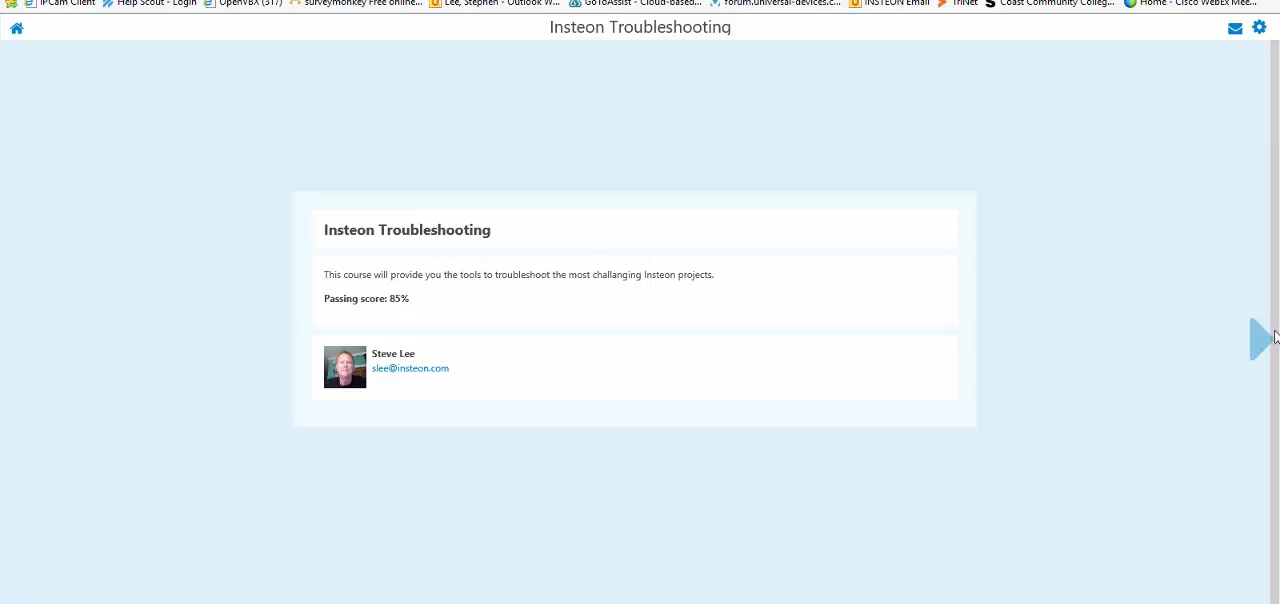 IPCam Client Help Scout - Login OpenVBX (317) surveymonkey Free online... Lee, Stephen - Outlook W... GoToAssist - Cloud-based... forum.universal-devices.c... INSTEON Email TriNet Coast Community Colleg... Home - Cisco WebEx Mee...
Insteon Troubleshooting
Insteon Troubleshooting
This course will provide you the tools to troubleshoot the most challanging Insteon projects.
Passing score: 85%
Steve Lee
slee@insteon.com